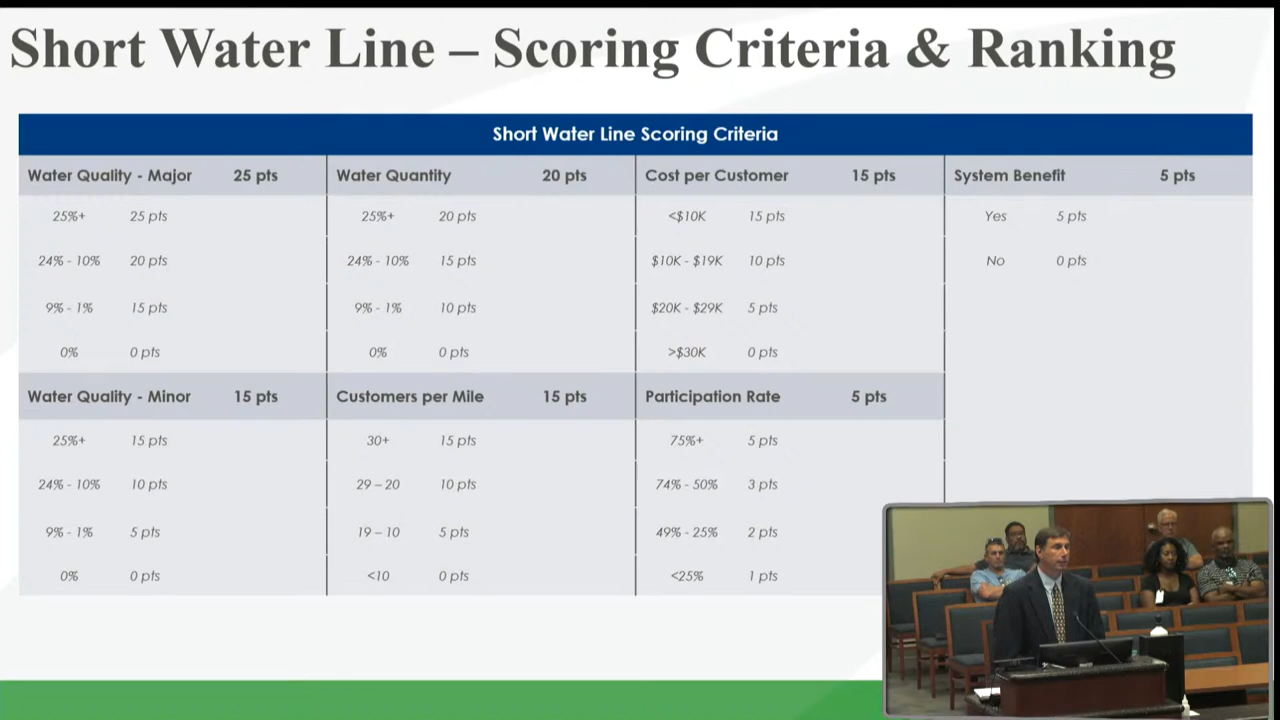 Short Water Line – Scoring Criteria & Ranking
Short Water Line Scoring Criteria
Water Quality - Major 25 pts
25%+ 25 pts
24% - 10% 20 pts
9% - 1% 15 pts
0% 0 pts
Water Quantity 20 pts
25%+ 20 pts
24% - 10% 15 pts
9% - 1% 10 pts
0% 0 pts
Cost per Customer 15 pts
<$10K 15 pts
$10K - $19K 10 pts
$20K - $29K 5 pts
>$30K 0 pts
System Benefit 5 pts
Yes 5 pts
No 0 pts
Water Quality - Minor 15 pts
25%+ 15 pts
24% - 10% 10 pts
9% - 1% 5 pts
0% 0 pts
Customers per Mile 15 pts
30+ 15 pts
29 – 20 10 pts
19 – 10 5 pts
<10 0 pts
Participation Rate 5 pts
75%+ 5 pts
74% - 50% 3 pts
49% - 25% 2 pts
<25% 1 pts